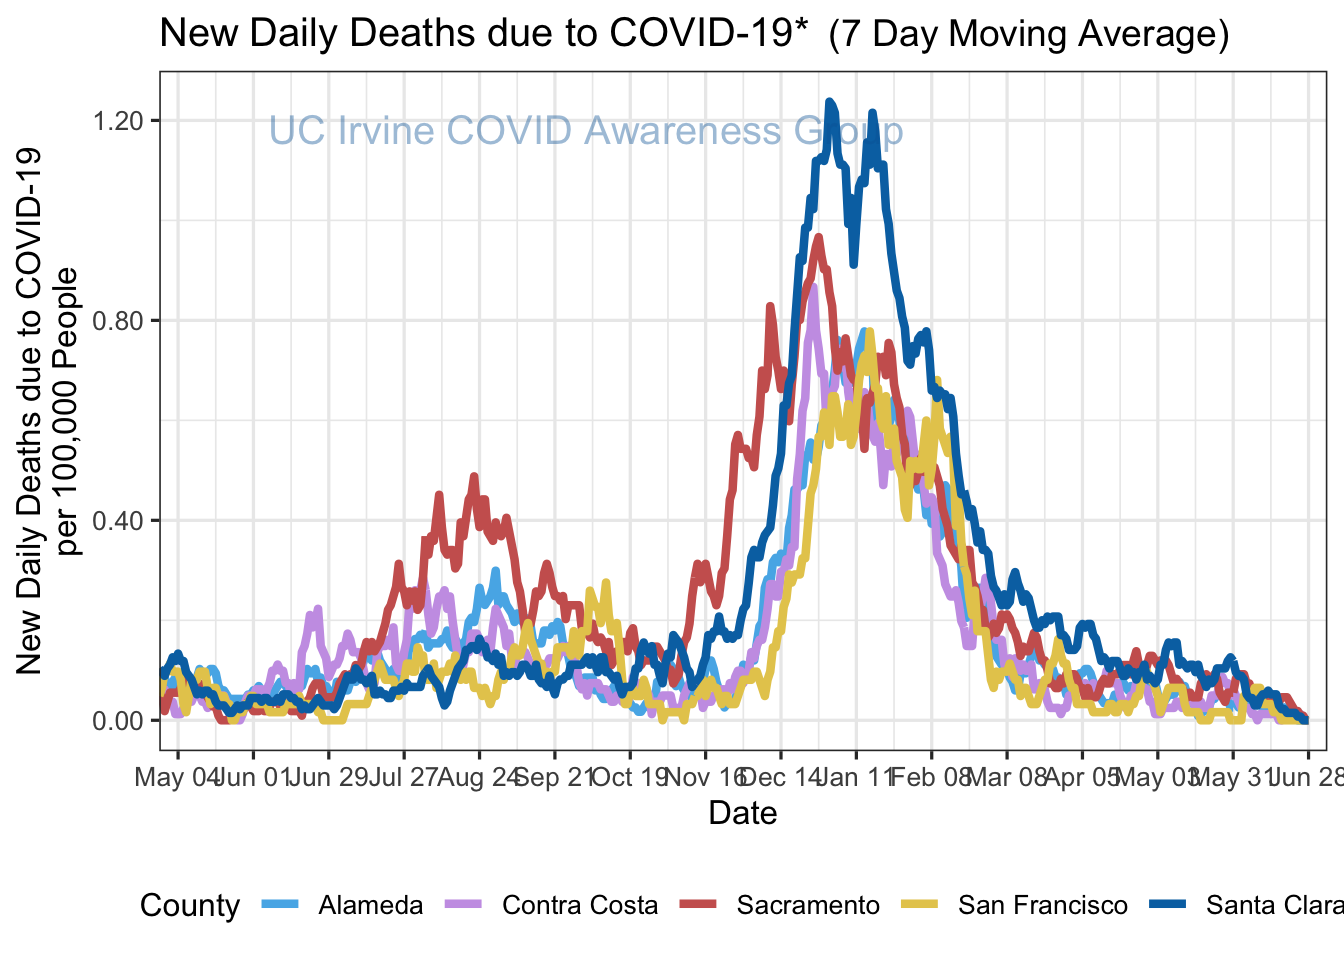 New Daily Deaths due to COVID-19* (7 Day Moving Average)
UC Irvine COVID Awareness Group
New Daily Deaths due to COVID-19
per 100,000 People
1.20
0.80
0.40
0.00
May 04 Jun 01 Jun 29 Jul 27 Aug 24 Sep 21 Oct 19 Nov 16 Dec 14 Jan 11 Feb 08 Mar 08 Apr 05 May 03 May 31 Jun 28
Date
County Alameda Contra Costa Sacramento San Francisco Santa Clara